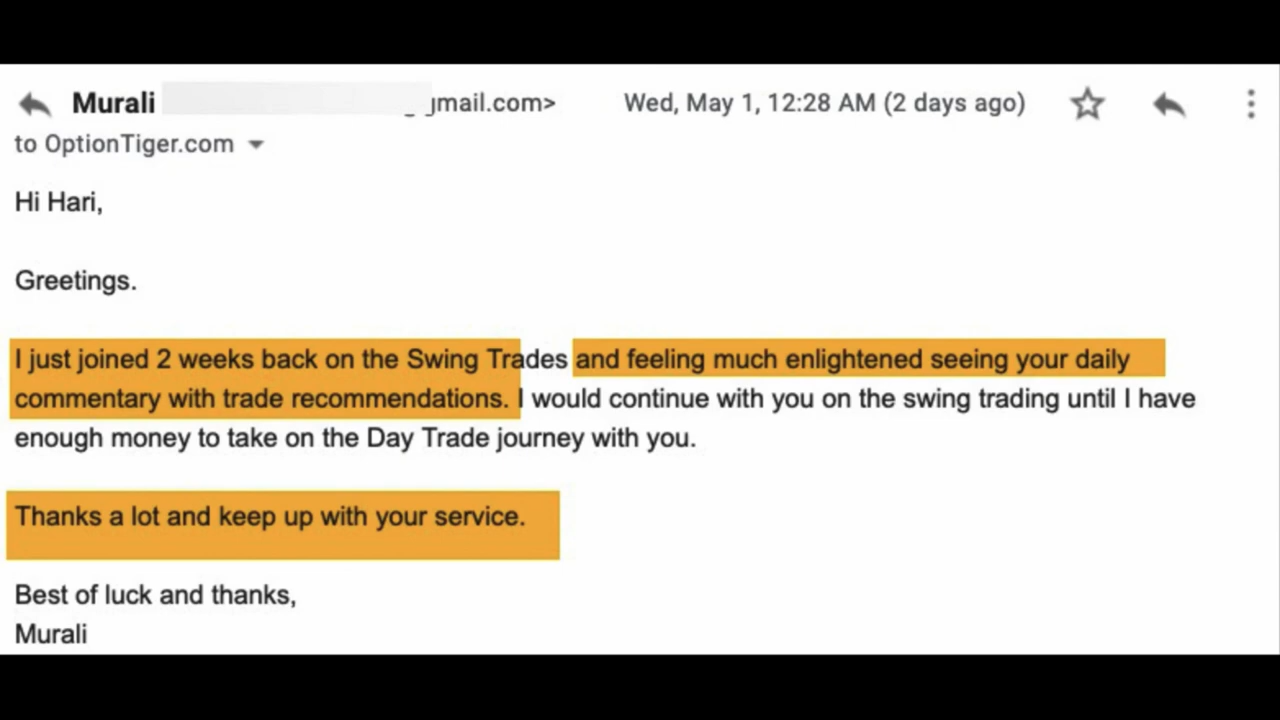 Murali jmail.com> Wed, May 1, 12:28 AM (2 days ago)
to OptionTiger.com
Hi Hari,
Greetings.
I just joined 2 weeks back on the Swing Trades and feeling much enlightened seeing your daily
commentary with trade recommendations. I would continue with you on the swing trading until I have
enough money to take on the Day Trade journey with you.
Thanks a lot and keep up with your service.
Best of luck and thanks,
Murali